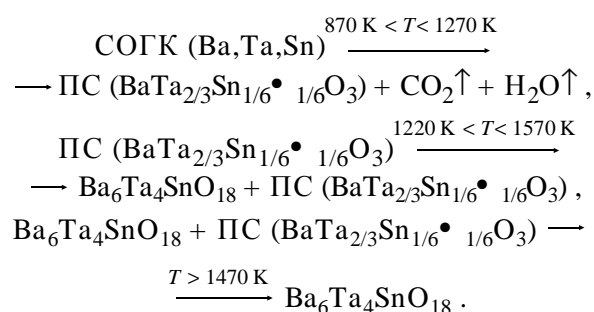 СОГК (Ba,Ta,Sn) 870 K < T < 1270 K ⟶
⟶ ПС (BaTa₂/₃Sn₁/₆● ₁/₆O₃) + CO₂↑ + H₂O↑ ,
ПС (BaTa₂/₃Sn₁/₆● ₁/₆O₃) 1220 K < T < 1570 K ⟶
⟶ Ba₆Ta₄SnO₁₈ + ПС (BaTa₂/₃Sn₁/₆● ₁/₆O₃) ,
Ba₆Ta₄SnO₁₈ + ПС (BaTa₂/₃Sn₁/₆● ₁/₆O₃) ⟶
T > 1470 K ⟶ Ba₆Ta₄SnO₁₈ .